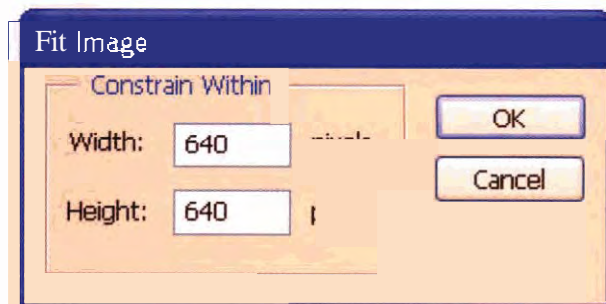 Fit Image
Constrain Within
Width: 640
Height: 640
OK
Cancel